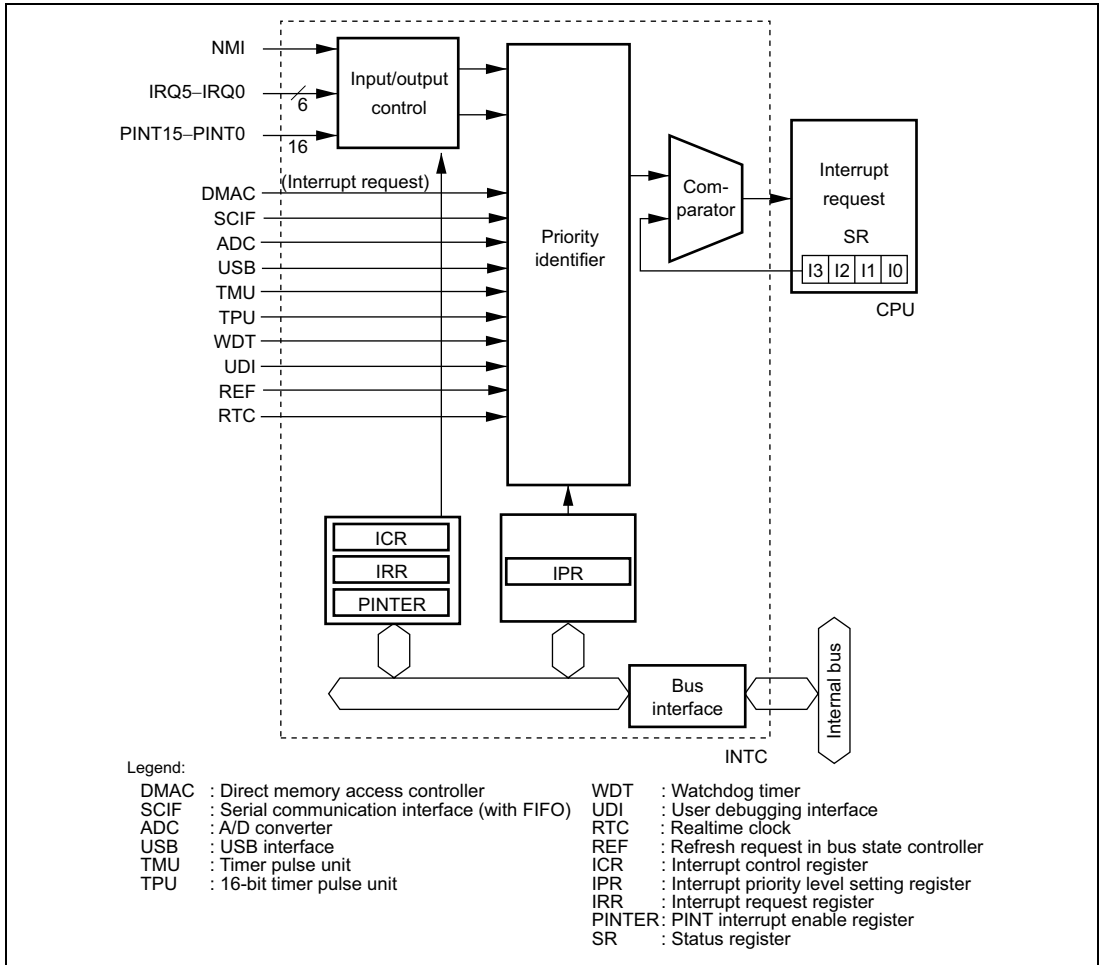 NMI
IRQ5–IRQ0
6
PINT15–PINT0
16
Input/output
control
(Interrupt request)
DMAC
SCIF
ADC
USB
TMU
TPU
WDT
UDI
REF
RTC
Priority
identifier
Com-
parator
Interrupt
request
SR
I3 I2 I1 I0
CPU
ICR
IRR
PINTER
IPR
Bus
interface
Internal bus
INTC
Legend:
DMAC : Direct memory access controller
SCIF : Serial communication interface (with FIFO)
ADC : A/D converter
USB : USB interface
TMU : Timer pulse unit
TPU : 16-bit timer pulse unit
WDT : Watchdog timer
UDI : User debugging interface
RTC : Realtime clock
REF : Refresh request in bus state controller
ICR : Interrupt control register
IPR : Interrupt priority level setting register
IRR : Interrupt request register
PINTER: PINT interrupt enable register
SR : Status register